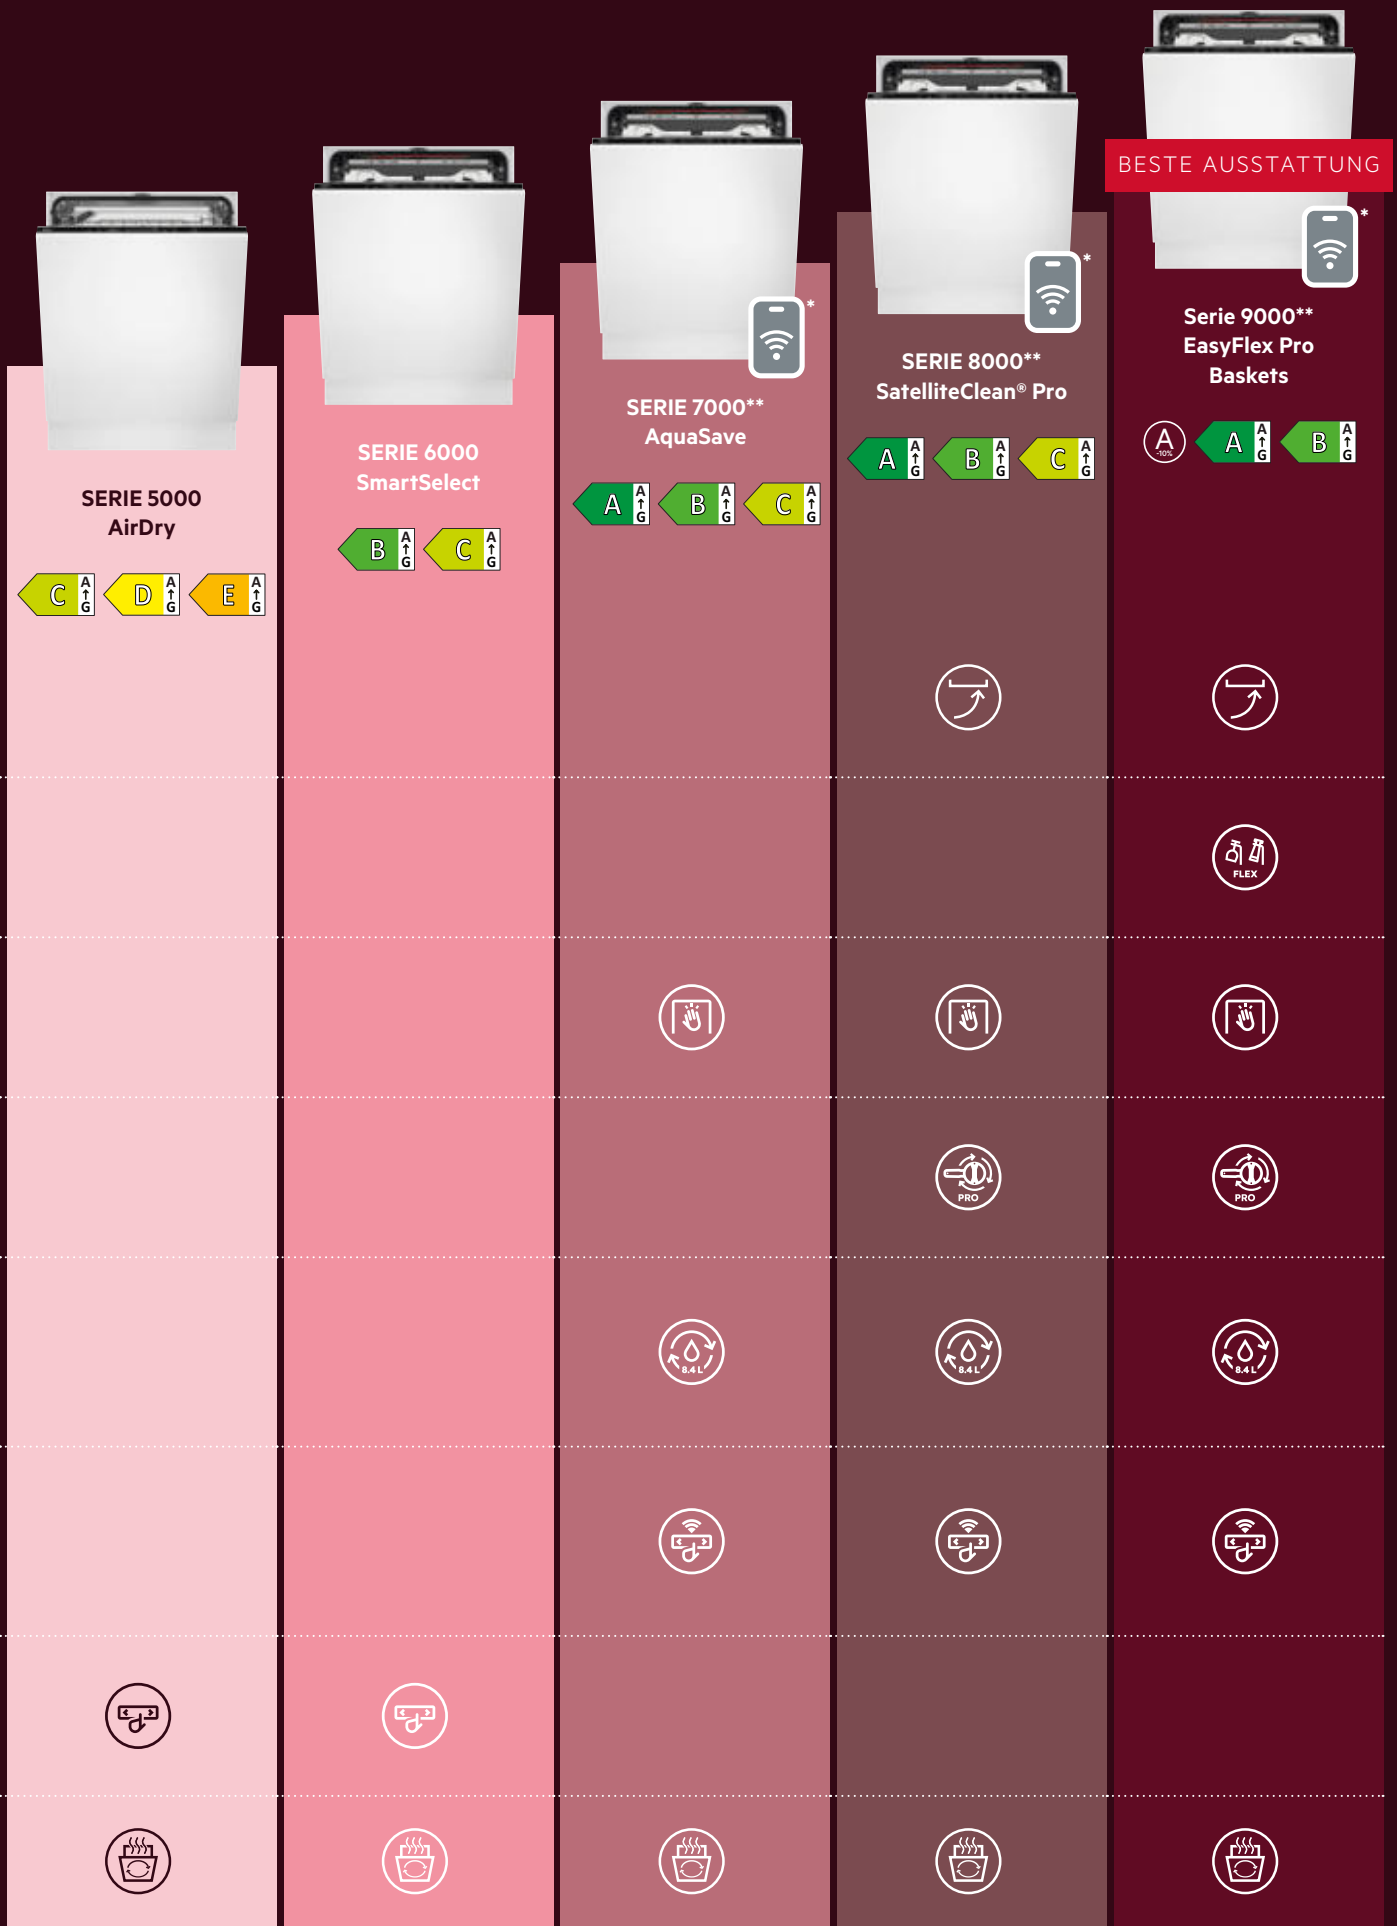 BESTE AUSSTATTUNG
*
*
*
Serie 9000**
EasyFlex Pro
Baskets
A
-10%
A A↑G
B A↑G
SERIE 8000**
SatelliteClean® Pro
A A↑G
B A↑G
C A↑G
SERIE 7000**
AquaSave
A A↑G
B A↑G
C A↑G
SERIE 6000
SmartSelect
B A↑G
C A↑G
SERIE 5000
AirDry
C A↑G
D A↑G
E A↑G
FLEX
PRO
PRO
8.4 L
8.4 L
8.4 L